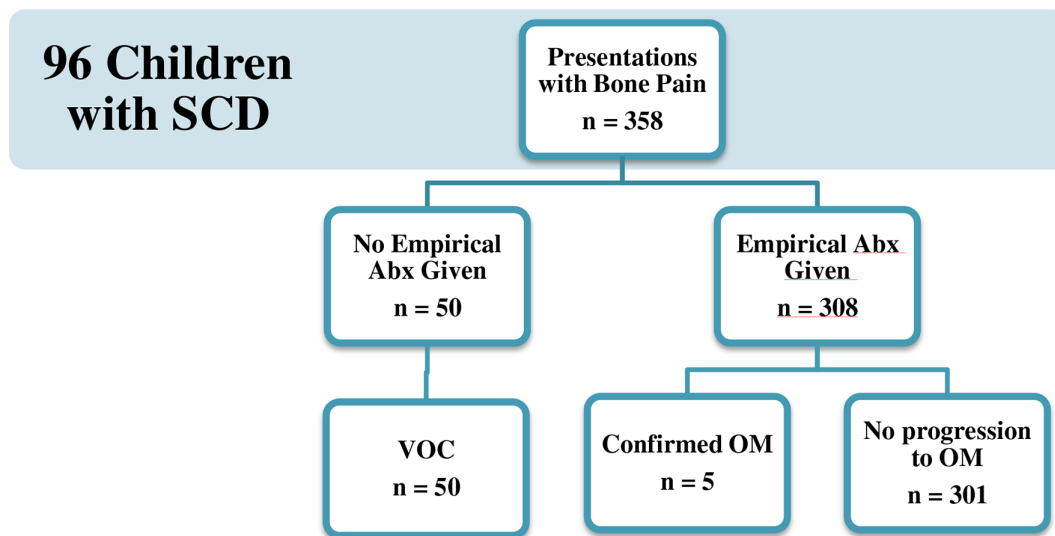 96 Children
with SCD
Presentations
with Bone Pain
n = 358
No Empirical
Abx Given
n = 50
Empirical Abx
Given
n = 308
VOC
n = 50
Confirmed OM
n = 5
No progression
to OM
n = 301